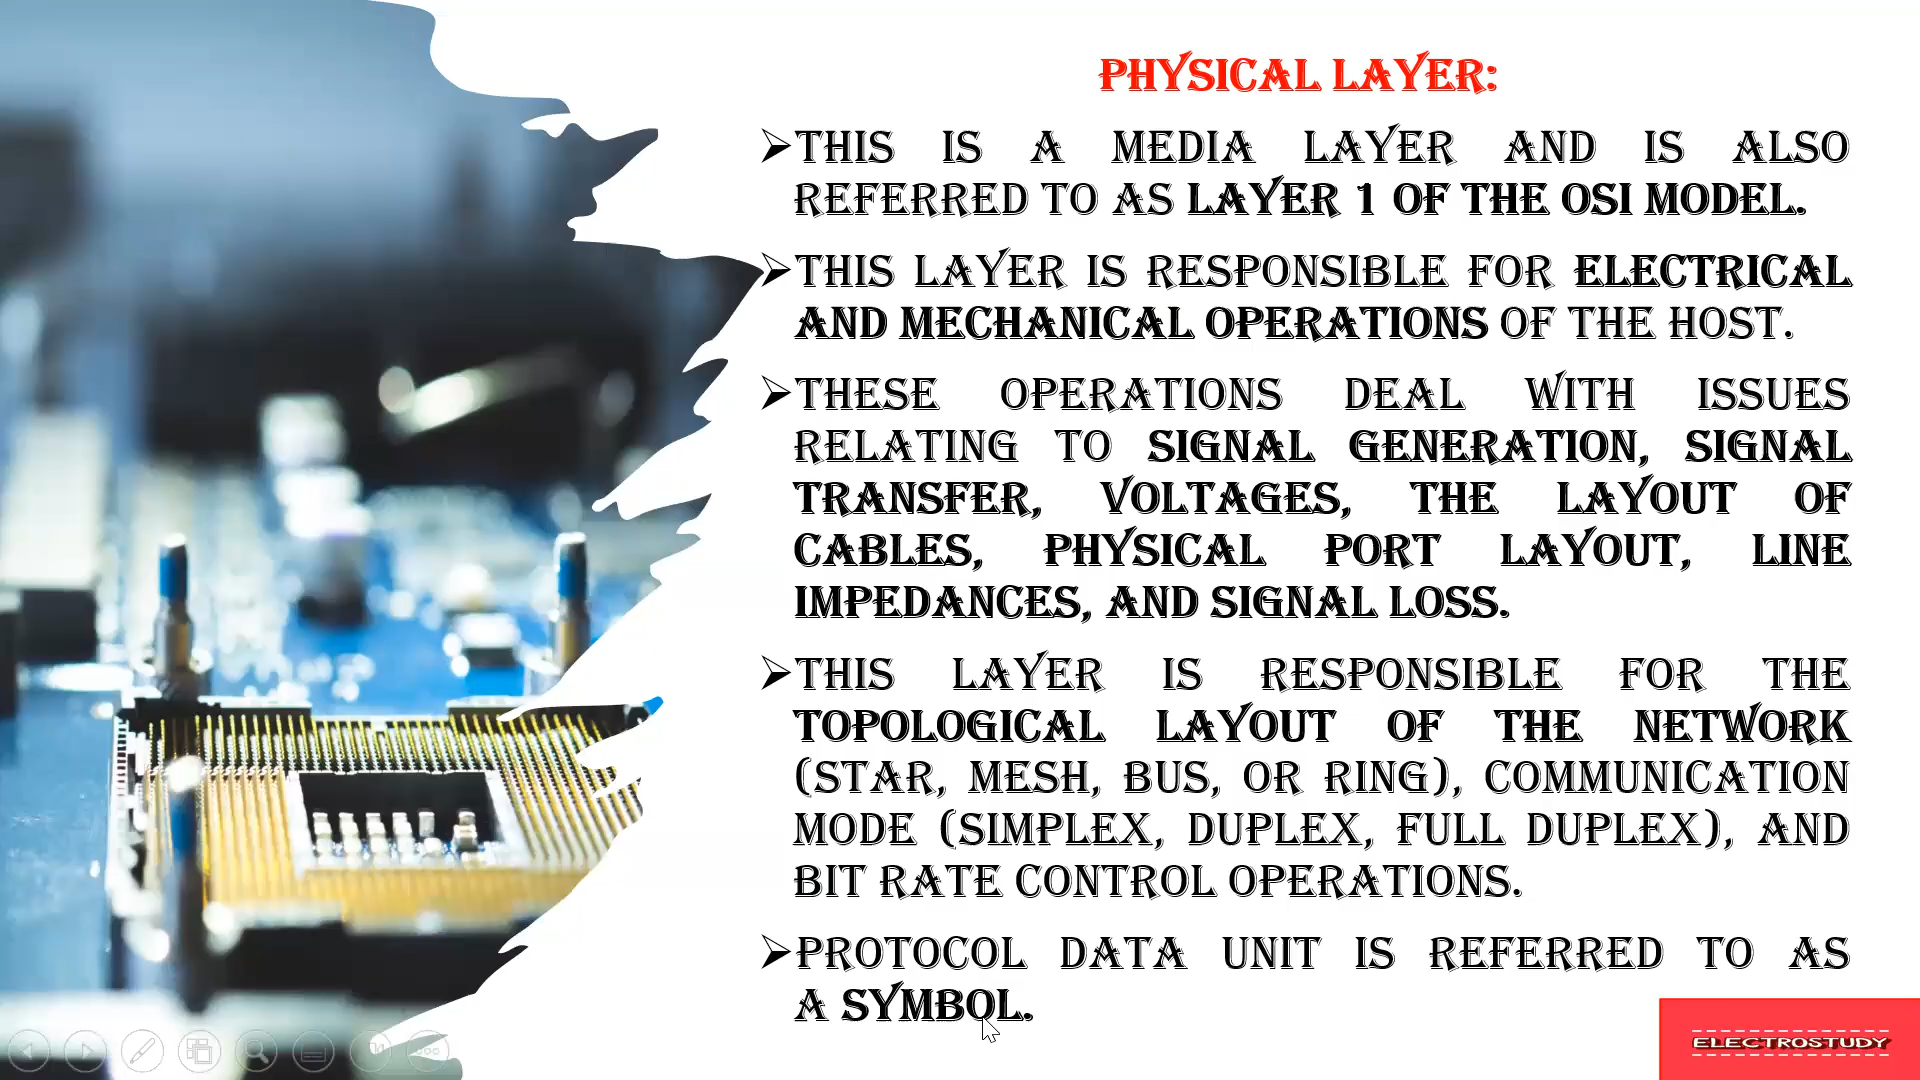 PHYSICAL LAYER:
➢THIS IS A MEDIA LAYER AND IS ALSO
REFERRED TO AS LAYER 1 OF THE OSI MODEL.
➢THIS LAYER IS RESPONSIBLE FOR ELECTRICAL
AND MECHANICAL OPERATIONS OF THE HOST.
➢THESE OPERATIONS DEAL WITH ISSUES
RELATING TO SIGNAL GENERATION, SIGNAL
TRANSFER, VOLTAGES, THE LAYOUT OF
CABLES, PHYSICAL PORT LAYOUT, LINE
IMPEDANCES, AND SIGNAL LOSS.
➢THIS LAYER IS RESPONSIBLE FOR THE
TOPOLOGICAL LAYOUT OF THE NETWORK
(STAR, MESH, BUS, OR RING), COMMUNICATION
MODE (SIMPLEX, DUPLEX, FULL DUPLEX), AND
BIT RATE CONTROL OPERATIONS.
➢PROTOCOL DATA UNIT IS REFERRED TO AS
A SYMBOL.
ELECTROSTUDY